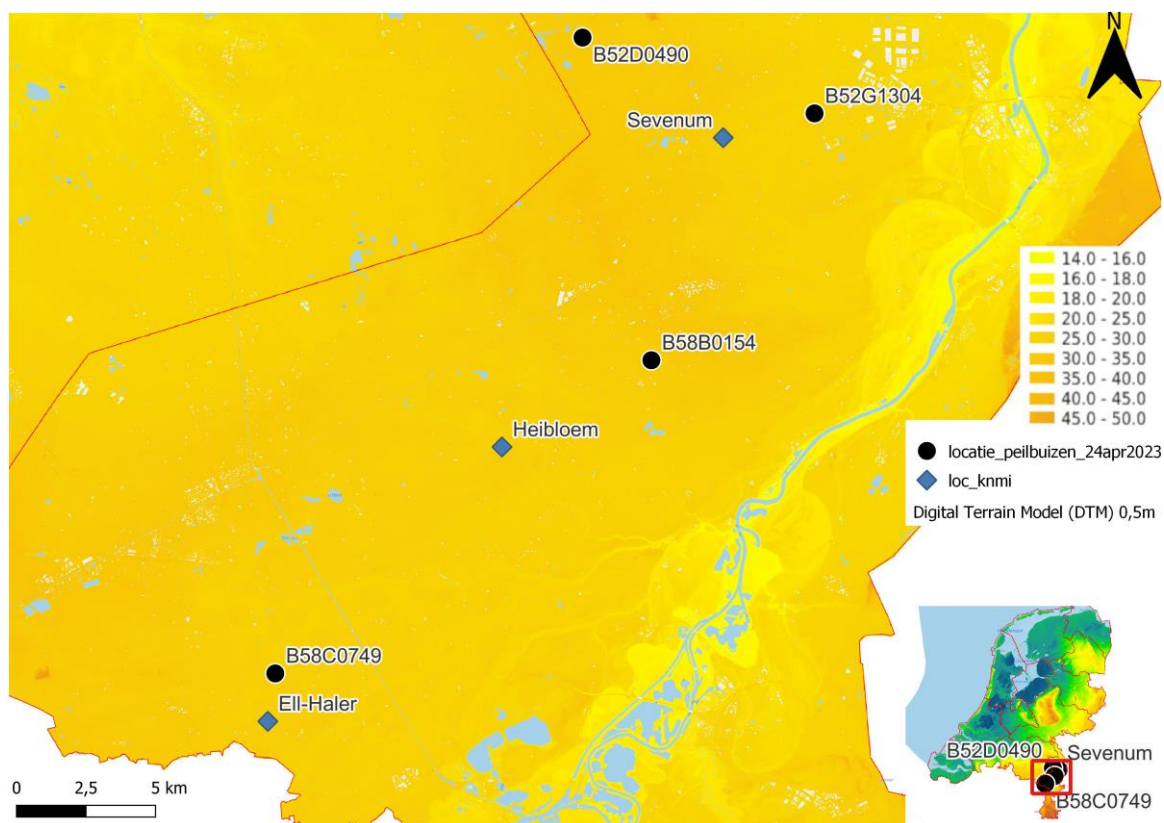 N
B52D0490
B52G1304
Sevenum
B58B0154
Heibloem
B58C0749
Ell-Haler
0 2,5 5 km
14.0 - 16.0
16.0 - 18.0
18.0 - 20.0
20.0 - 25.0
25.0 - 30.0
30.0 - 35.0
35.0 - 40.0
40.0 - 45.0
45.0 - 50.0
locatie_peilbuizen_24apr2023
loc_knmi
Digital Terrain Model (DTM) 0,5m
B52D0490 Sevenum
B58C0749